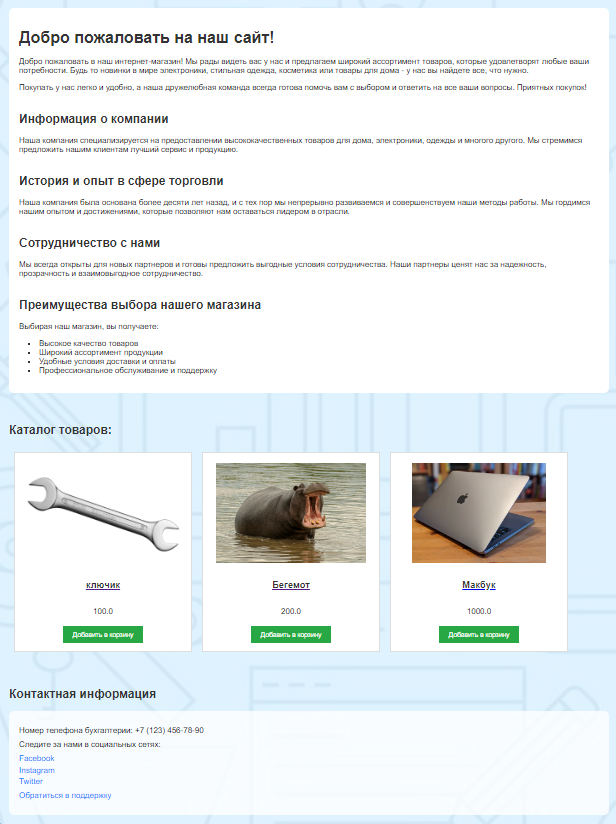 Добро пожаловать на наш сайт!
Добро пожаловать в наш интернет-магазин! Мы рады видеть вас у нас и предлагаем широкий ассортимент товаров, которые удовлетворят любые ваши
потребности. Будь то новинки в мире электроники, стильная одежда, косметика или товары для дома - у нас вы найдете все, что нужно.
Покупать у нас легко и удобно, а наша дружелюбная команда всегда готова помочь вам с выбором и ответить на все ваши вопросы. Приятных покупок!
Информация о компании
Наша компания специализируется на предоставлении высококачественных товаров для дома, электроники, одежды и многого другого. Мы стремимся
предложить нашим клиентам лучший сервис и продукцию.
История и опыт в сфере торговли
Наша компания была основана более десяти лет назад, и с тех пор мы непрерывно развиваемся и совершенствуем наши методы работы. Мы гордимся
нашим опытом и достижениями, которые позволяют нам оставаться лидером в отрасли.
Сотрудничество с нами
Мы всегда открыты для новых партнеров и готовы предложить выгодные условия сотрудничества. Наши партнеры ценят нас за надежность,
прозрачность и взаимовыгодное сотрудничество.
Преимущества выбора нашего магазина
Выбирая наш магазин, вы получаете:
Высокое качество товаров
Широкий ассортимент продукции
Удобные условия доставки и оплаты
Профессиональное обслуживание и поддержку
Каталог товаров:
ключик
100.0
Добавить в корзину
Бегемот
200.0
Добавить в корзину
Макбук
1000.0
Добавить в корзину
Контактная информация
Номер телефона бухгалтерии: +7 (123) 456-78-90
Следите за нами в социальных сетях:
Facebook
Instagram
Twitter
Обратиться в поддержку